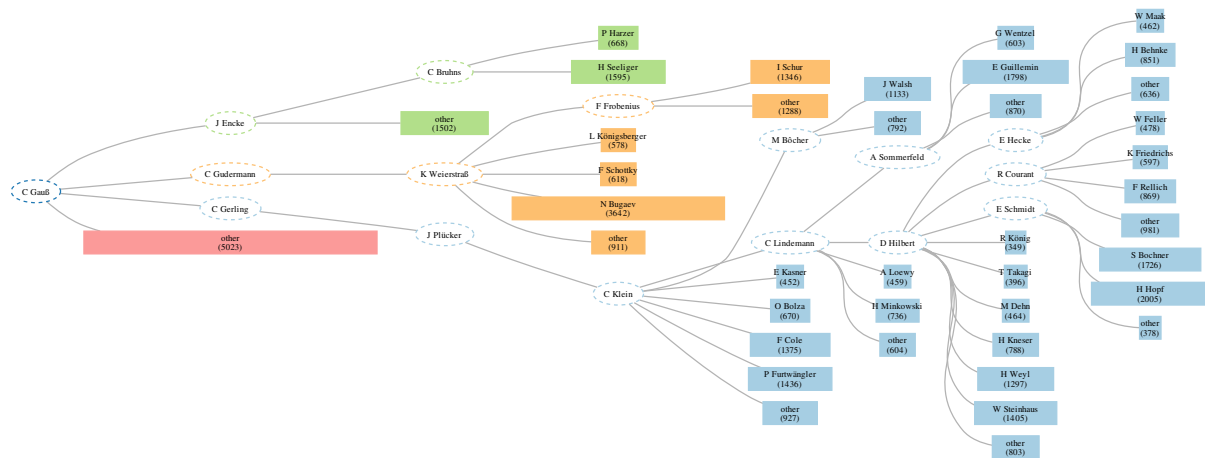 C Gauß
J Encke
C Gudermann
C Gerling
other
(5023)
C Bruhns
other
(1502)
K Weierstraß
J Plücker
P Harzer
(668)
H Seeliger
(1595)
F Frobenius
L Königsberger
(578)
F Schottky
(618)
N Bugaev
(3642)
other
(911)
C Klein
I Schur
(1346)
other
(1288)
M Bôcher
C Lindemann
E Kasner
(452)
O Bolza
(670)
F Cole
(1375)
P Furtwängler
(1436)
other
(927)
J Walsh
(1133)
other
(792)
A Sommerfeld
D Hilbert
A Loewy
(459)
H Minkowski
(736)
other
(604)
G Wentzel
(603)
E Guillemin
(1798)
other
(870)
E Hecke
R Courant
E Schmidt
R König
(349)
T Takagi
(396)
M Dehn
(464)
H Kneser
(788)
H Weyl
(1297)
W Steinhaus
(1405)
other
(803)
W Maak
(462)
H Behnke
(851)
other
(636)
W Feller
(478)
K Friedrichs
(597)
F Rellich
(869)
other
(981)
S Bochner
(1726)
H Hopf
(2005)
other
(378)